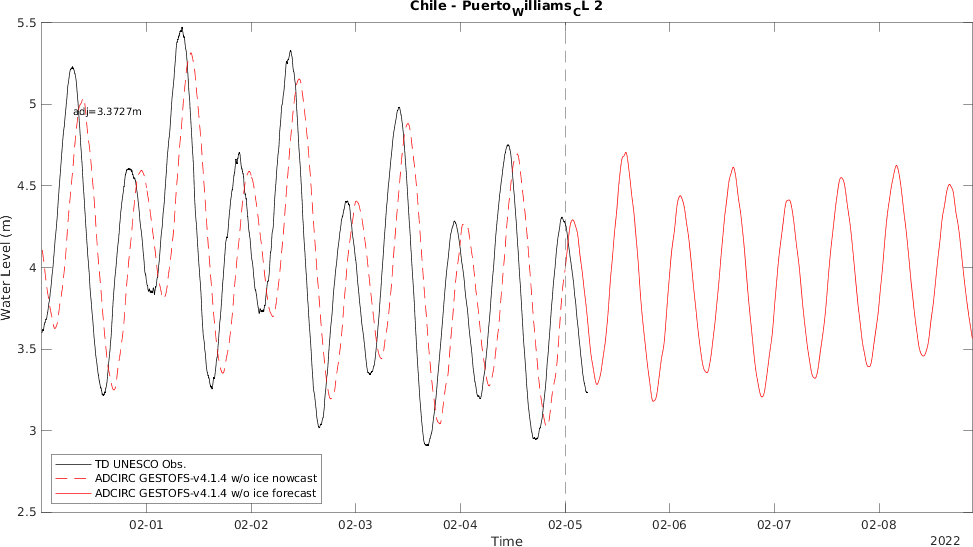 Chile - PuertoWilliamsCL 2
5.5
5
4.5
4
3.5
3
2.5
Water Level (m)
adj=3.3727m
TD UNESCO Obs.
ADCIRC GESTOFS-v4.1.4 w/o ice nowcast
ADCIRC GESTOFS-v4.1.4 w/o ice forecast
02-01 02-02 02-03 02-04 02-05 02-06 02-07 02-08
Time
2022